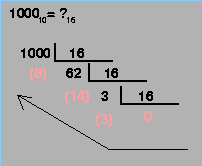 1000₁₀ = ?₁₆
1000 16
(8) 62 16
(14) 3 16
(3) 0